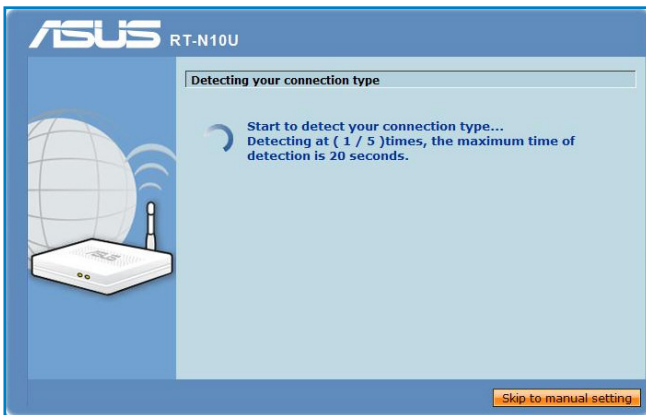 ASUS RT-N10U
Detecting your connection type
Start to detect your connection type...
Detecting at ( 1 / 5 )times, the maximum time of
detection is 20 seconds.
ASUS
Skip to manual setting